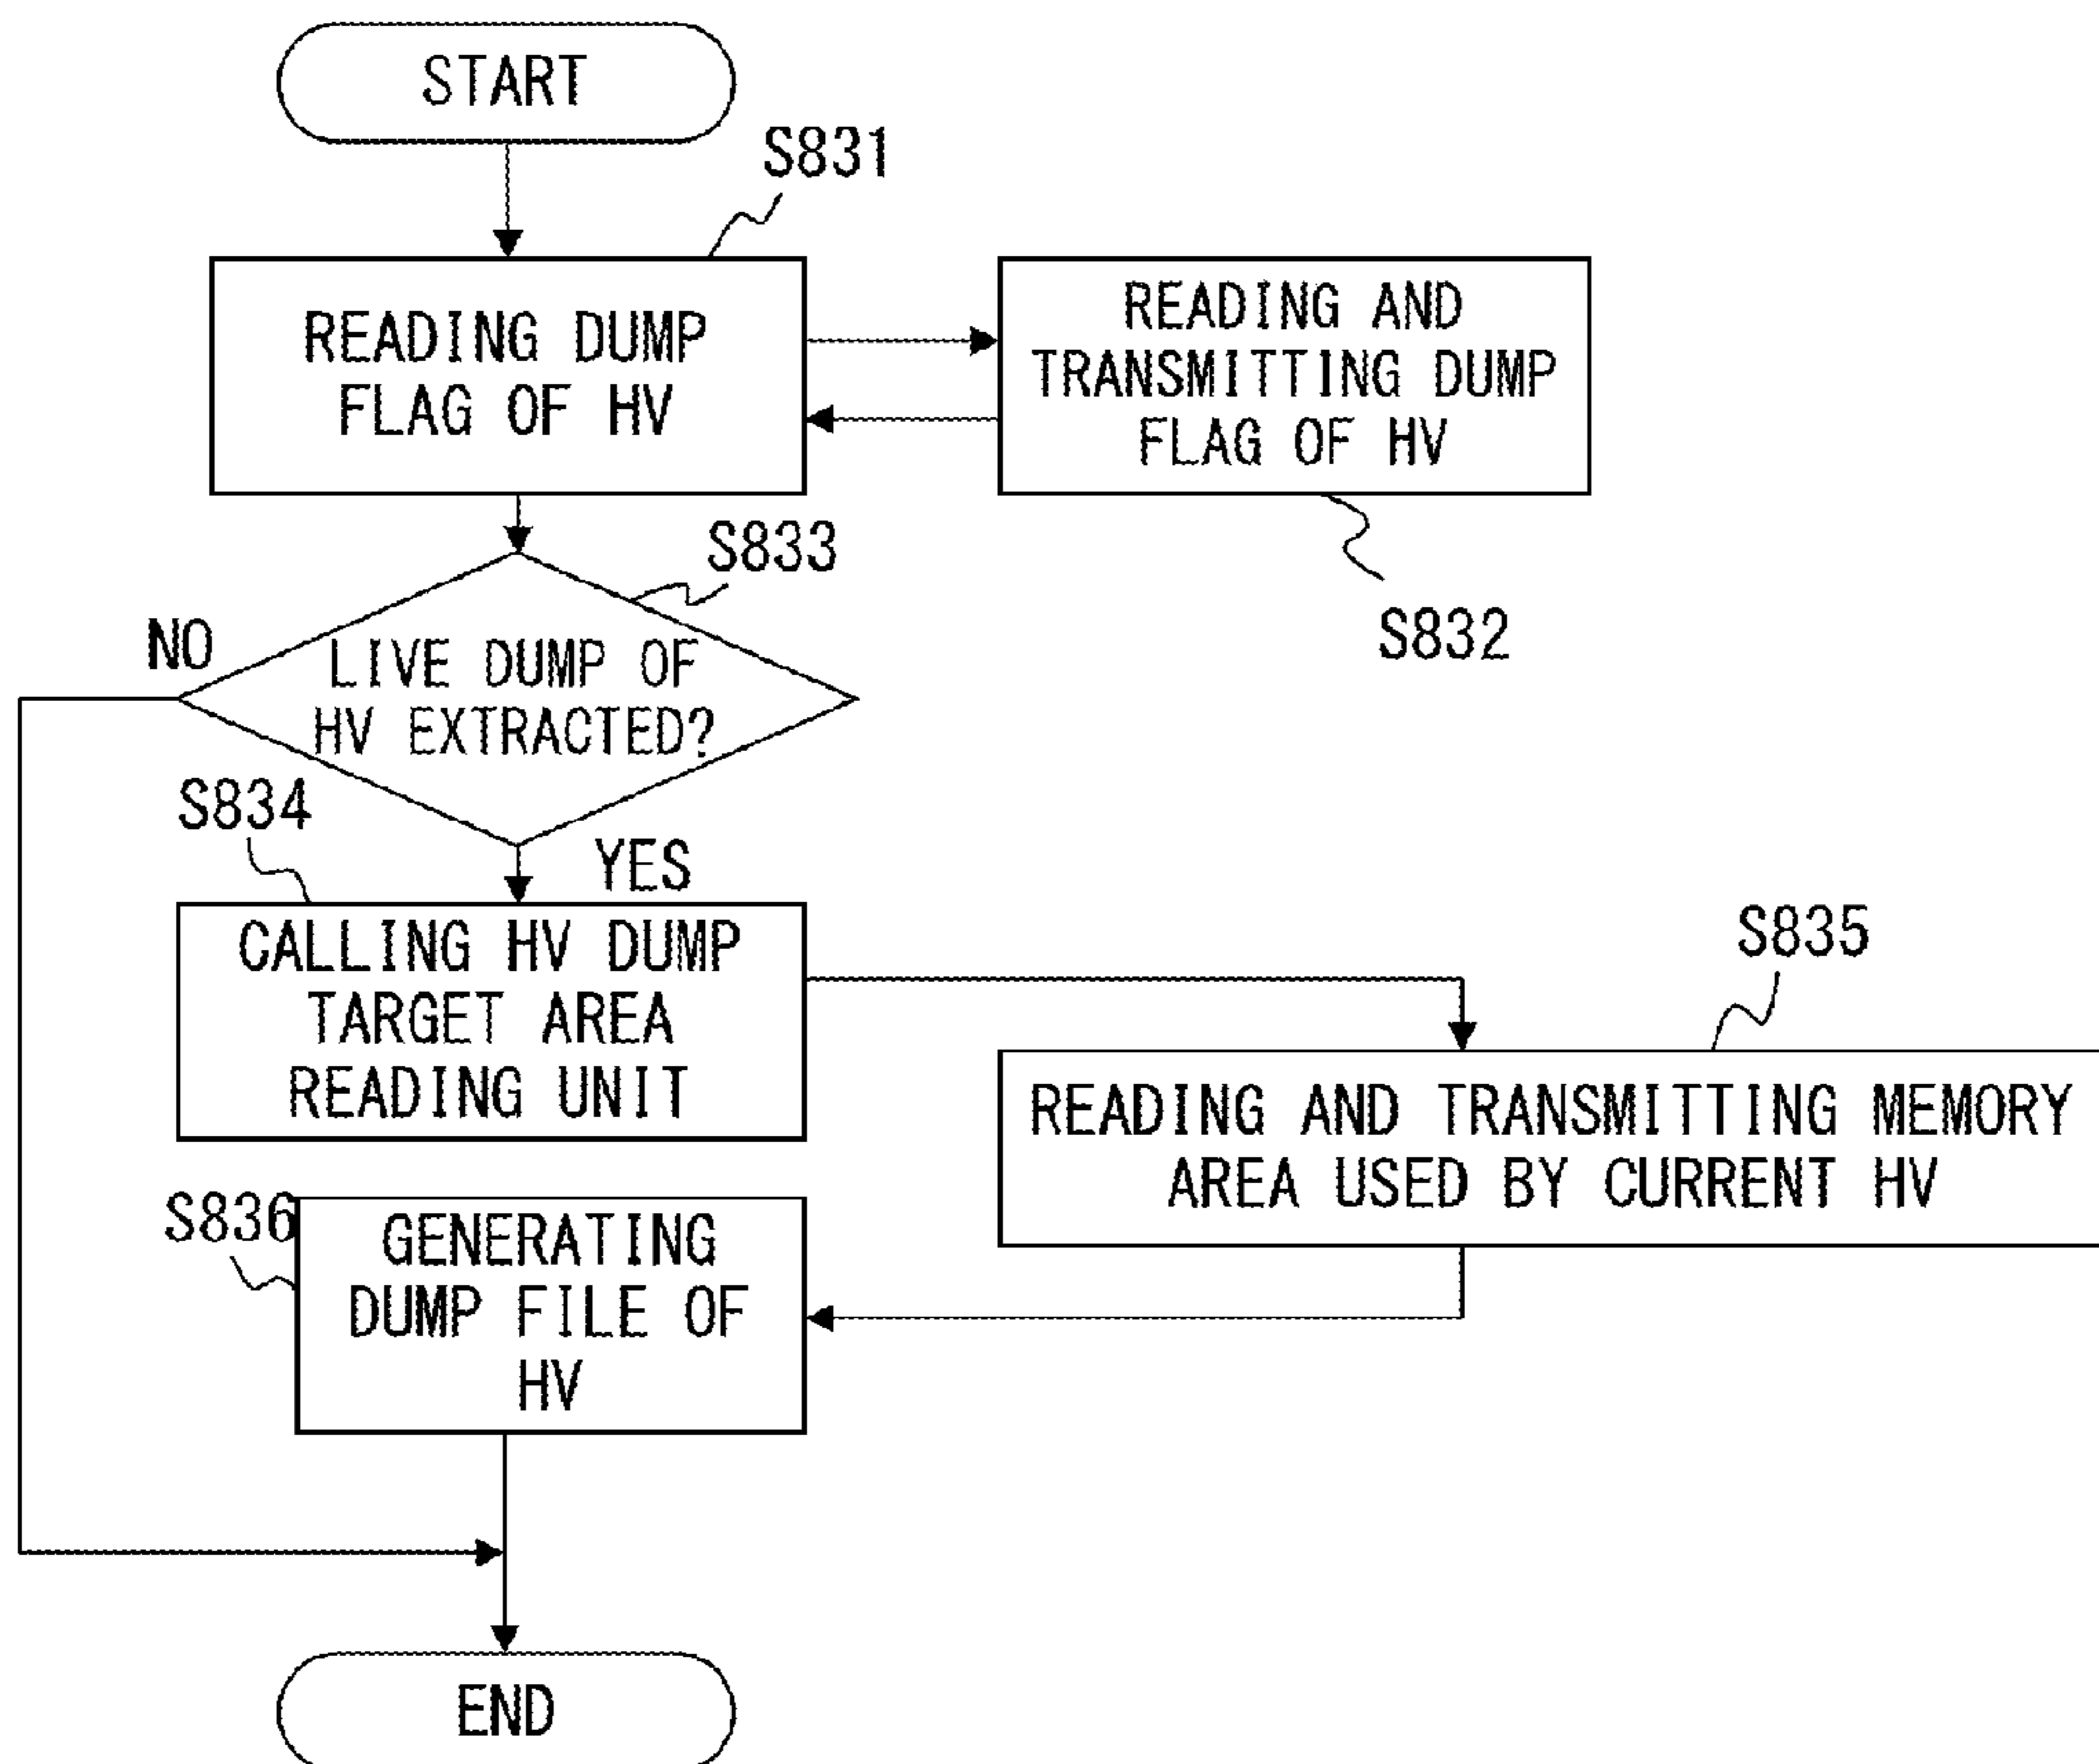 START
S831
READING DUMP
FLAG OF HV
READING AND
TRANSMITTING DUMP
FLAG OF HV
S832
S833
NO
LIVE DUMP OF
HV EXTRACTED?
YES
S834
CALLING HV DUMP
TARGET AREA
READING UNIT
S835
READING AND TRANSMITTING MEMORY
AREA USED BY CURRENT HV
S836
GENERATING
DUMP FILE OF
HV
END